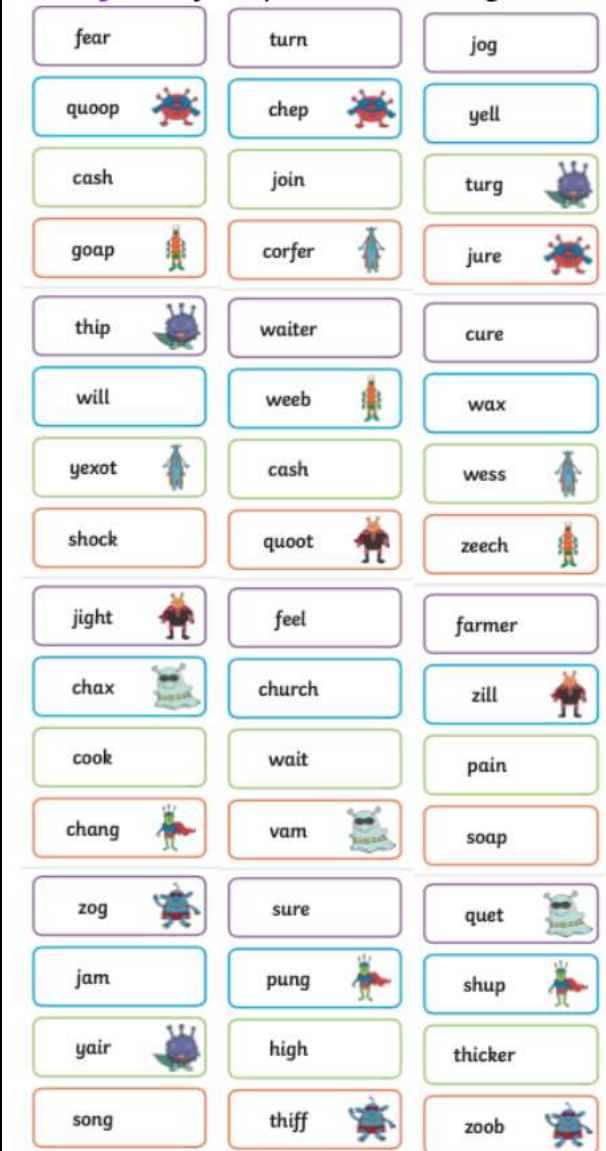 fear
turn
jog
quoop
chep
yell
cash
join
turg
goap
corfer
jure
thip
waiter
cure
will
weeb
wax
yexot
cash
wess
shock
quoot
zeech
jight
feel
farmer
chax
church
zill
cook
wait
pain
chang
vam
soap
zog
sure
quet
jam
pung
shup
yair
high
thicker
song
thiff
zoob